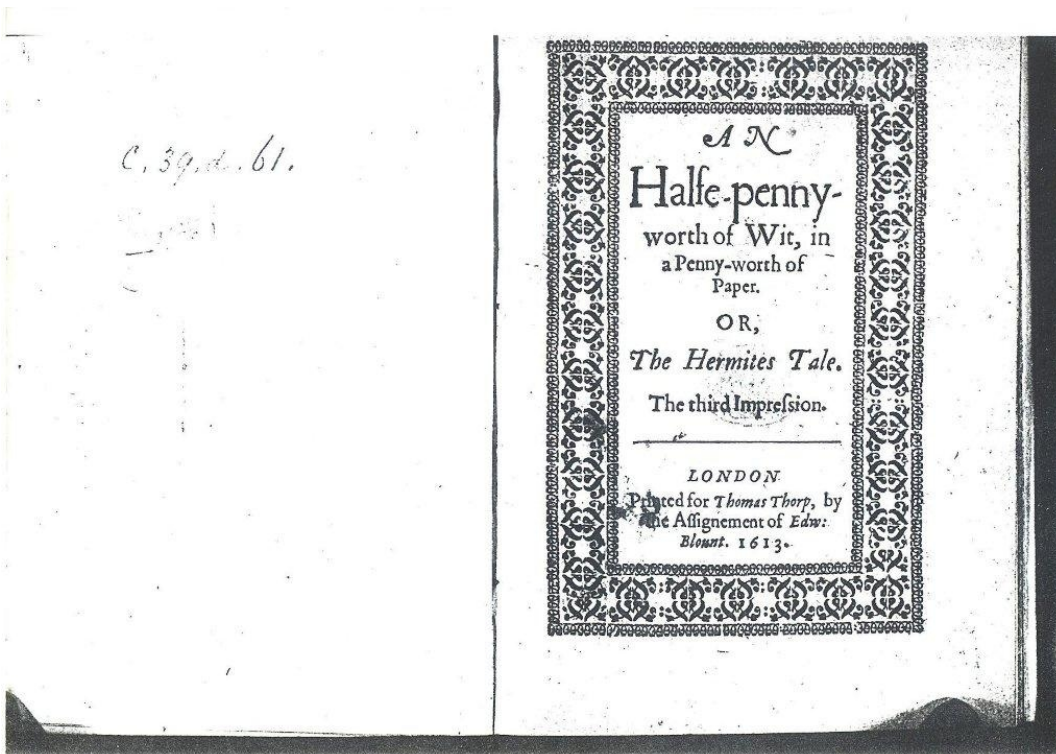 C. 39. d. 61.
AN
Halfe-penny-
worth of Wit, in
a Penny-worth of
Paper.
OR,
The Hermites Tale.
The third Impreſsion.
LONDON
Printed for Thomas Thorp, by
the Aſſignement of Edw:
Blount. 1613.